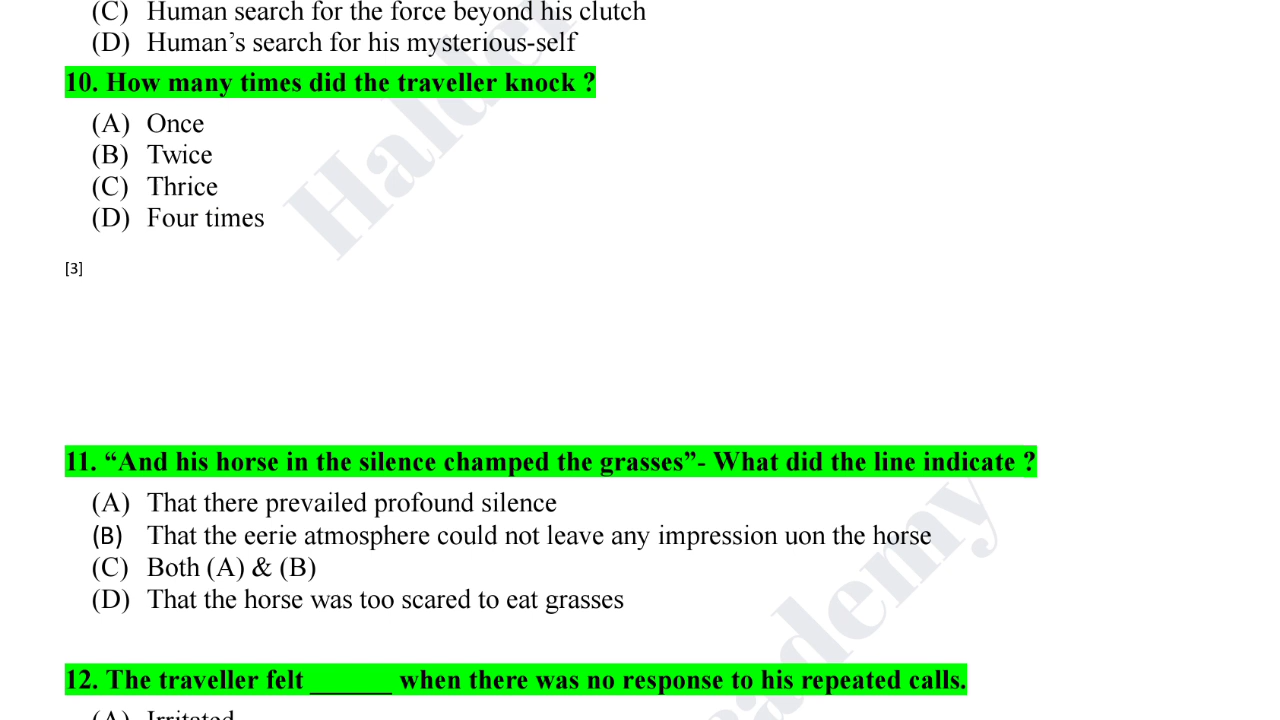 (C) Human search for the force beyond his clutch
(D) Human’s search for his mysterious-self
10. How many times did the traveller knock ?
(A) Once
(B) Twice
(C) Thrice
(D) Four times
[3]
11. “And his horse in the silence champed the grasses”- What did the line indicate ?
(A) That there prevailed profound silence
(B) That the eerie atmosphere could not leave any impression uon the horse
(C) Both (A) & (B)
(D) That the horse was too scared to eat grasses
12. The traveller felt ______ when there was no response to his repeated calls.
(A) Irritated